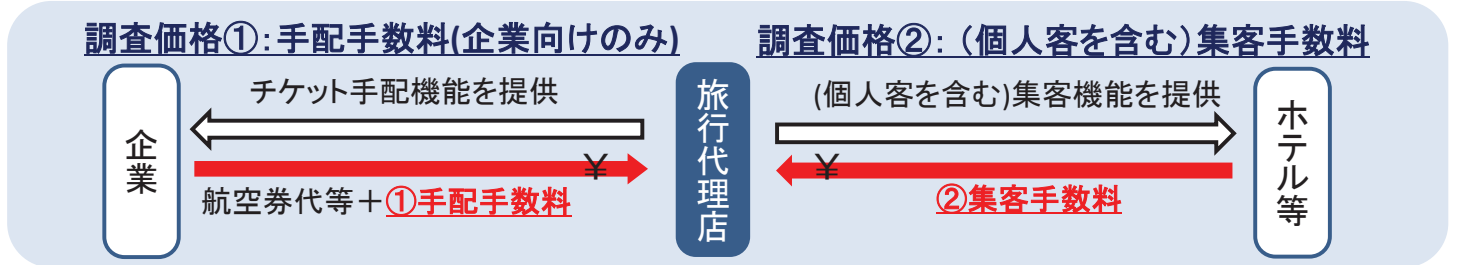 調査価格①:手配手数料(企業向けのみ)
調査価格②:(個人客を含む)集客手数料
企業
チケット手配機能を提供
¥
航空券代等+①手配手数料
旅行代理店
(個人客を含む)集客機能を提供
¥
②集客手数料
ホテル等